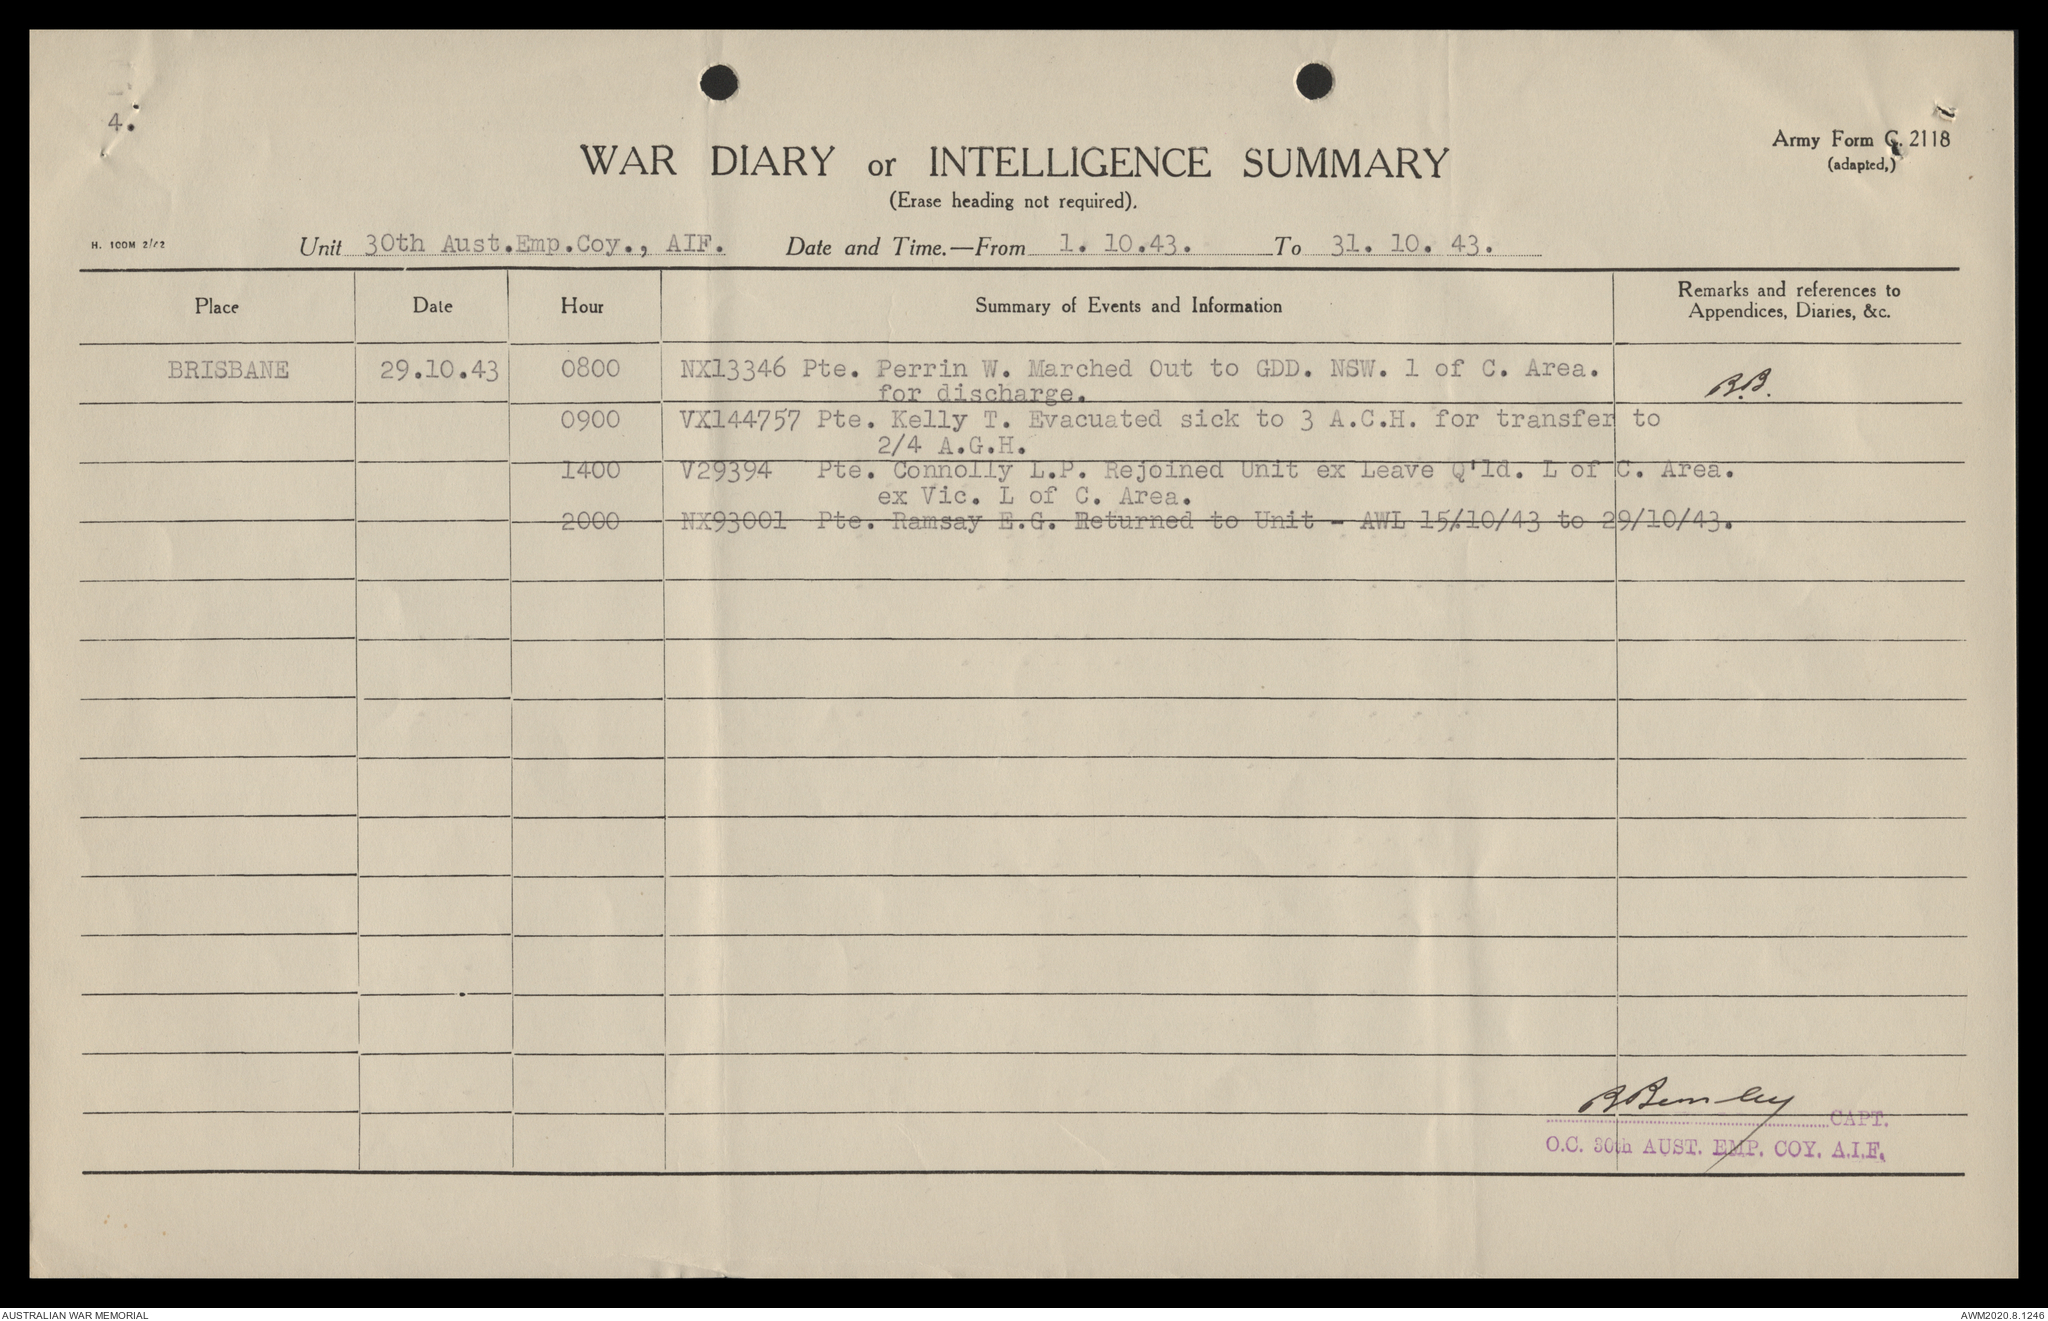 4.
Army Form C. 2118
(adapted,)
WAR DIARY or INTELLIGENCE SUMMARY
(Erase heading not required).
H. 100M 2/42
Unit 30th Aust.Emp.Coy., AIF. Date and Time.—From 1. 10.43. To 31. 10. 43.
Place Date Hour Summary of Events and Information Remarks and references to
Appendices, Diaries, &c.
BRISBANE 29.10.43 0800 NX13346 Pte. Perrin W. Marched Out to GDD. NSW. l of C. Area.
for discharge. B.B.
0900 VX144757 Pte. Kelly T. Evacuated sick to 3 A.C.H. for transfer to
2/4 A.G.H.
1400 V29394 Pte. Connolly L.P. Rejoined Unit ex Leave Q'ld. L of C. Area.
ex Vic. L of C. Area.
2000 NX93001 Pte. Ramsay E.G. Returned to Unit - AWL 15/10/43 to 29/10/43.
CAPT.
O.C. 30th AUST. EMP. COY. A.I.F.
AUSTRALIAN WAR MEMORIAL AWM2020.8.1246